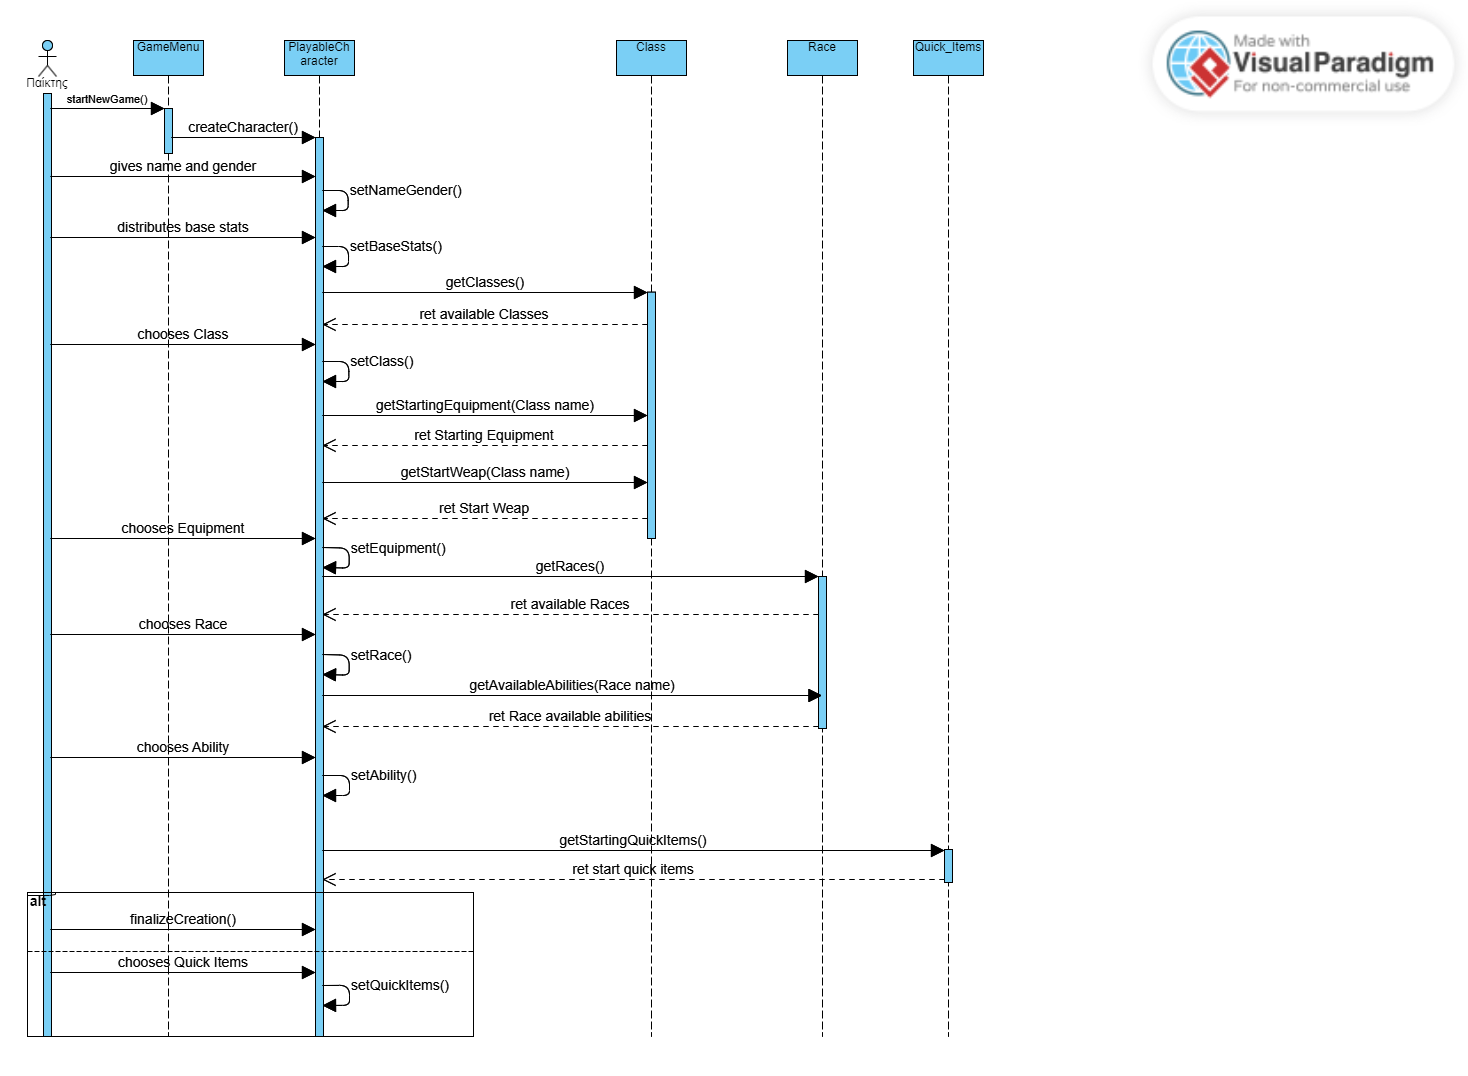 Made with
VisualParadigm
For non-commercial use
Παίκτης
GameMenu
PlayableCh
aracter
Class
Race
Quick_Items
startNewGame()
createCharacter()
gives name and gender
setNameGender()
distributes base stats
setBaseStats()
getClasses()
ret available Classes
chooses Class
setClass()
getStartingEquipment(Class name)
ret Starting Equipment
getStartWeap(Class name)
ret Start Weap
chooses Equipment
setEquipment()
getRaces()
ret available Races
chooses Race
setRace()
getAvailableAbilities(Race name)
ret Race available abilities
chooses Ability
setAbility()
getStartingQuickItems()
ret start quick items
alt
finalizeCreation()
chooses Quick Items
setQuickItems()